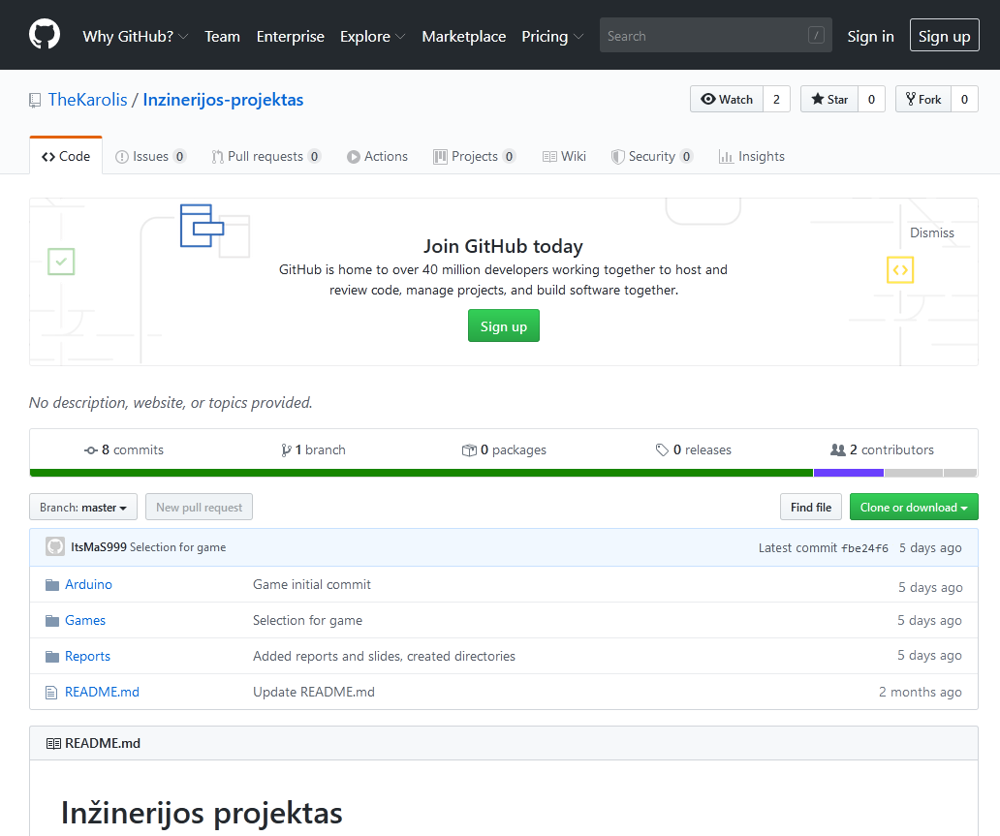 Why GitHub? Team Enterprise Explore Marketplace Pricing Search / Sign in Sign up
TheKarolis / Inzinerijos-projektas Watch 2 Star 0 Fork 0
Code Issues 0 Pull requests 0 Actions Projects 0 Wiki Security 0 Insights
Dismiss
Join GitHub today
GitHub is home to over 40 million developers working together to host and
review code, manage projects, and build software together.
Sign up
No description, website, or topics provided.
8 commits 1 branch 0 packages 0 releases 2 contributors
Branch: master New pull request Find file Clone or download
ItsMaS999 Selection for game Latest commit fbe24f6 5 days ago
Arduino Game initial commit 5 days ago
Games Selection for game 5 days ago
Reports Added reports and slides, created directories 5 days ago
README.md Update README.md 2 months ago
README.md
Inžinerijos projektas